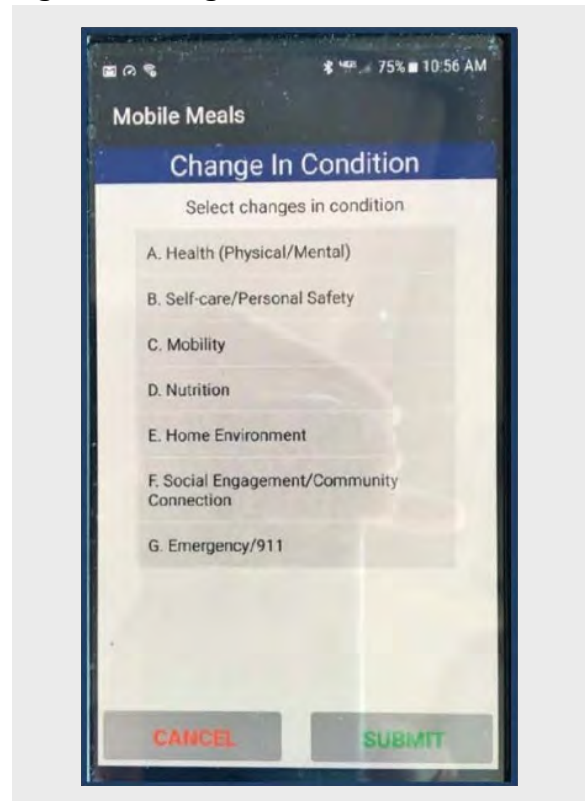 75% 10:56 AM
Mobile Meals
Change In Condition
Select changes in condition
A. Health (Physical/Mental)
B. Self-care/Personal Safety
C. Mobility
D. Nutrition
E. Home Environment
F. Social Engagement/Community
Connection
G. Emergency/911
CANCEL SUBMIT